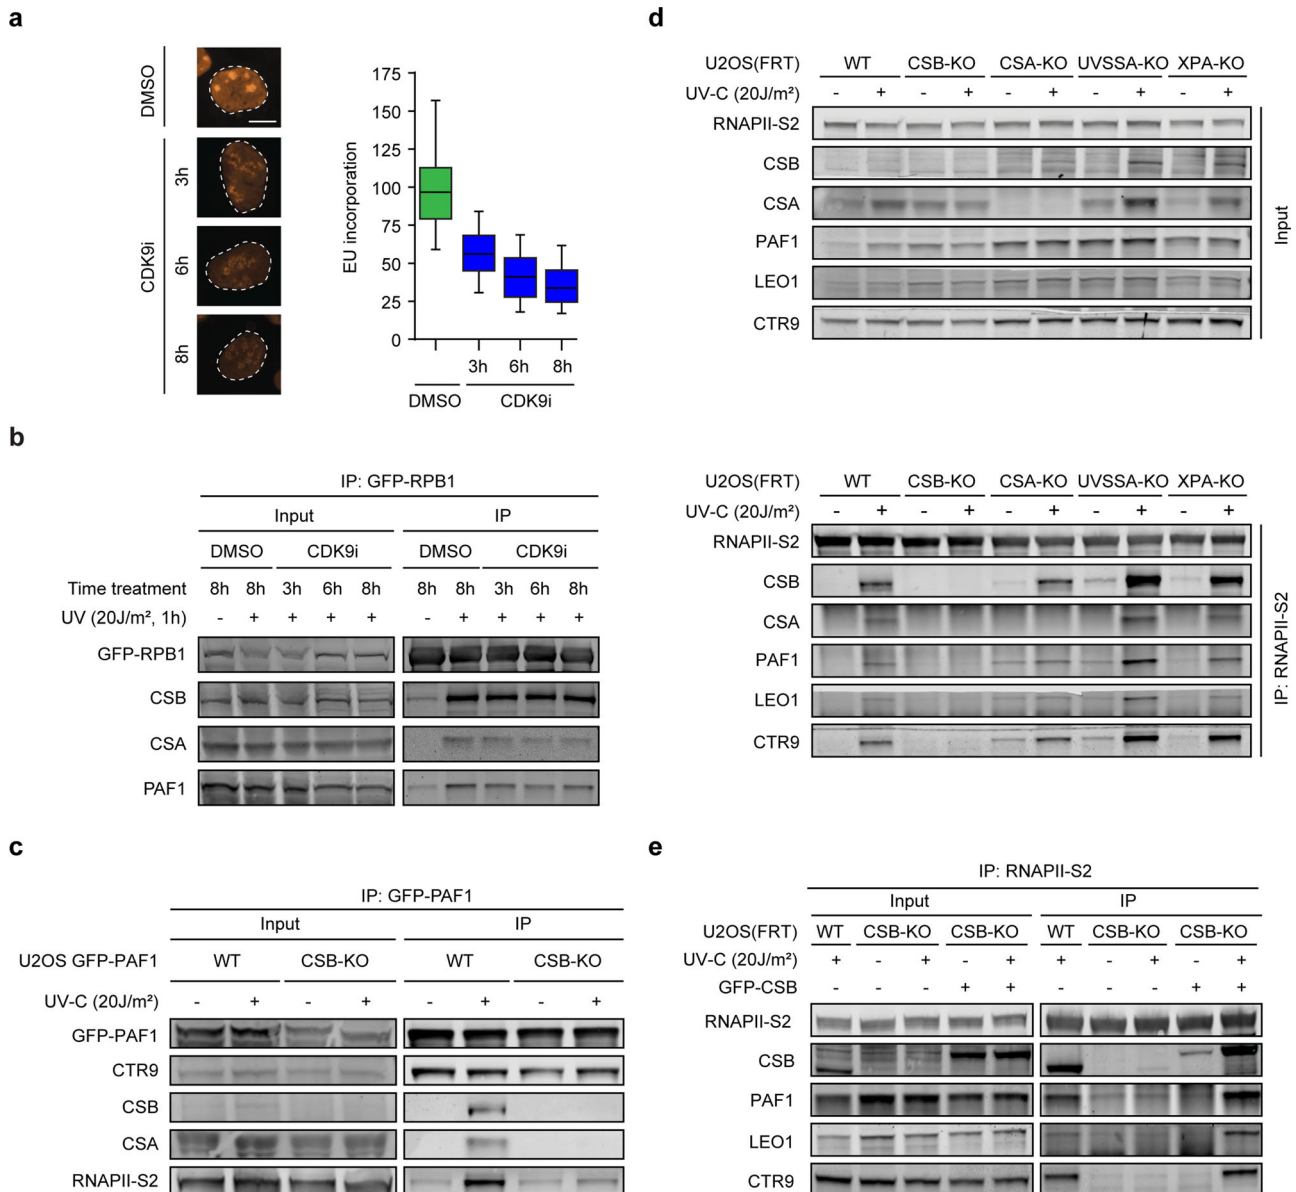 a
DMSO
CDK9i
3h
6h
8h
EU incorporation
175
150
125
100
75
50
25
0
3h 6h 8h
DMSO CDK9i
b
IP: GFP-RPB1
Input IP
DMSO CDK9i DMSO CDK9i
Time treatment 8h 8h 3h 6h 8h 8h 8h 3h 6h 8h
UV (20J/m², 1h) - + + + + - + + + +
GFP-RPB1
CSB
CSA
PAF1
c
IP: GFP-PAF1
Input IP
U2OS GFP-PAF1 WT CSB-KO WT CSB-KO
UV-C (20J/m²) - + - + - + - +
GFP-PAF1
CTR9
CSB
CSA
RNAPII-S2
d
U2OS(FRT) WT CSB-KO CSA-KO UVSSA-KO XPA-KO
UV-C (20J/m²) - + - + - + - + - +
RNAPII-S2
CSB
CSA
PAF1
LEO1
CTR9
Input
U2OS(FRT) WT CSB-KO CSA-KO UVSSA-KO XPA-KO
UV-C (20J/m²) - + - + - + - + - +
RNAPII-S2
CSB
CSA
PAF1
LEO1
CTR9
IP: RNAPII-S2
e
IP: RNAPII-S2
Input IP
U2OS(FRT) WT CSB-KO CSB-KO WT CSB-KO CSB-KO
UV-C (20J/m²) + - + - + + - + - +
GFP-CSB - - + + - - + +
RNAPII-S2
CSB
PAF1
LEO1
CTR9